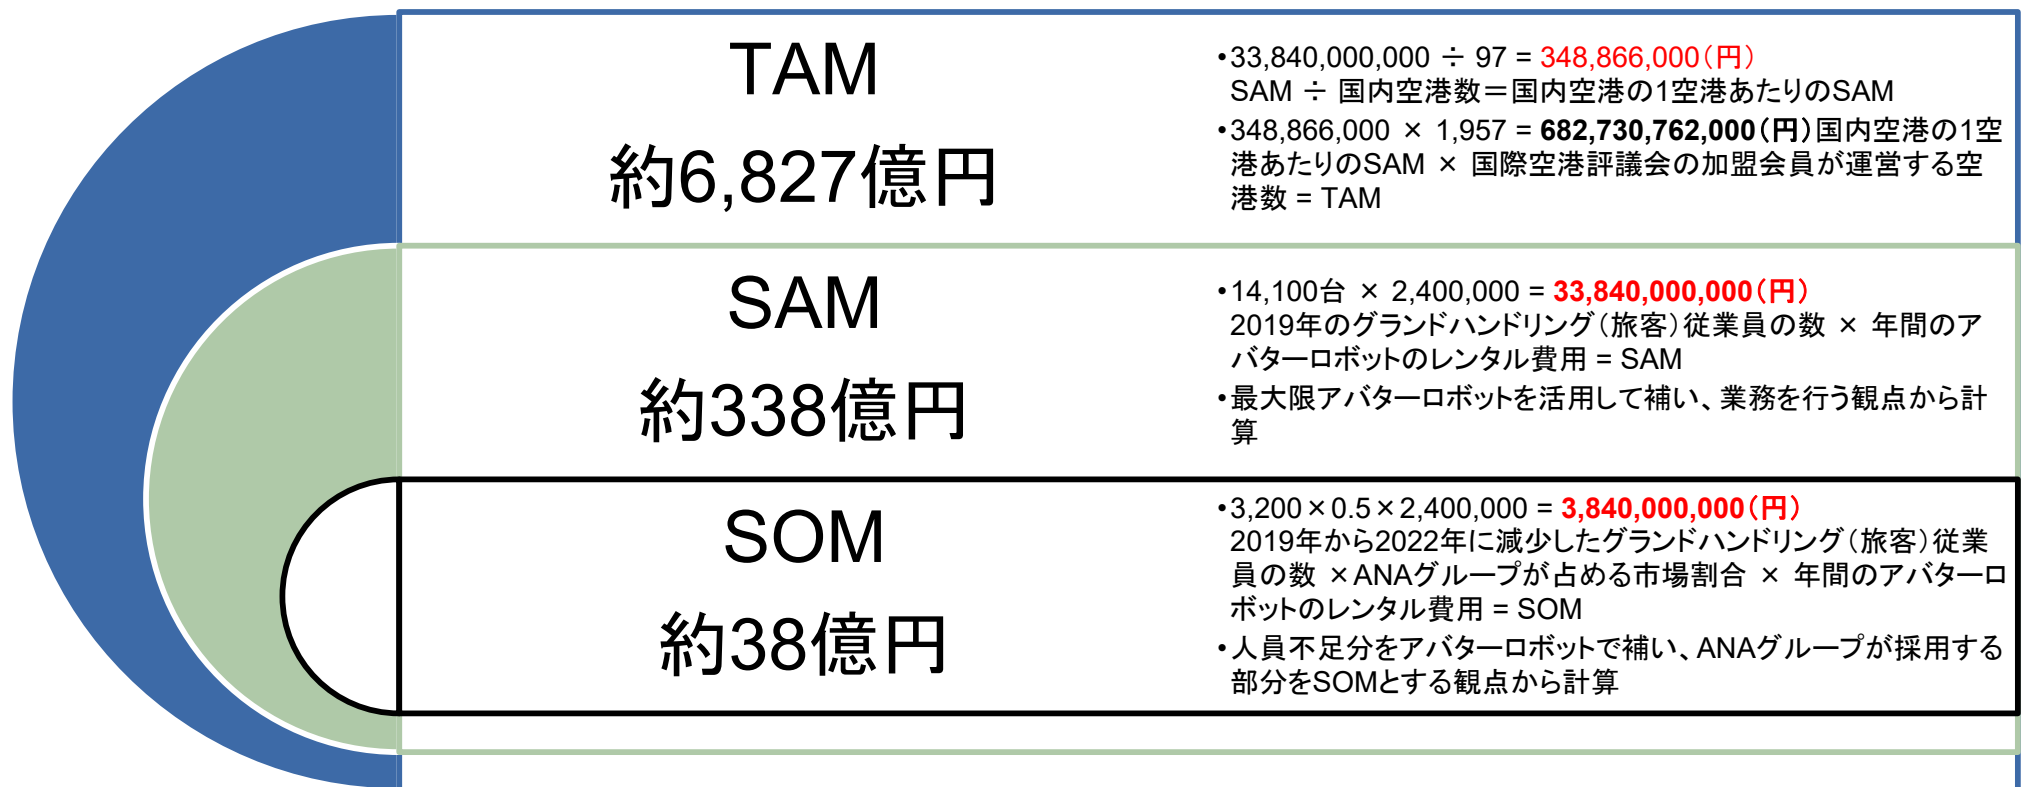 TAM
約6,827億円
•33,840,000,000 ÷ 97 = 348,866,000(円)
SAM ÷ 国内空港数＝国内空港の1空港あたりのSAM
•348,866,000 × 1,957 = 682,730,762,000(円)国内空港の1空
港あたりのSAM × 国際空港評議会の加盟会員が運営する空
港数 = TAM
SAM
約338億円
•14,100台 × 2,400,000 = 33,840,000,000(円)
2019年のグランドハンドリング（旅客）従業員の数 × 年間のア
バターロボットのレンタル費用 = SAM
•最大限アバターロボットを活用して補い、業務を行う観点から計
算
SOM
約38億円
•3,200×0.5×2,400,000 = 3,840,000,000(円)
2019年から2022年に減少したグランドハンドリング（旅客）従業
員の数 ×ANAグループが占める市場割合 × 年間のアバターロ
ボットのレンタル費用 = SOM
•人員不足分をアバターロボットで補い、ANAグループが採用する
部分をSOMとする観点から計算